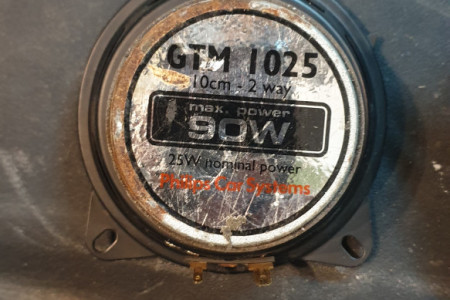 GTM 1025
10cm - 2 way
max. power
90W
25W nominal power
Philips Car Systems